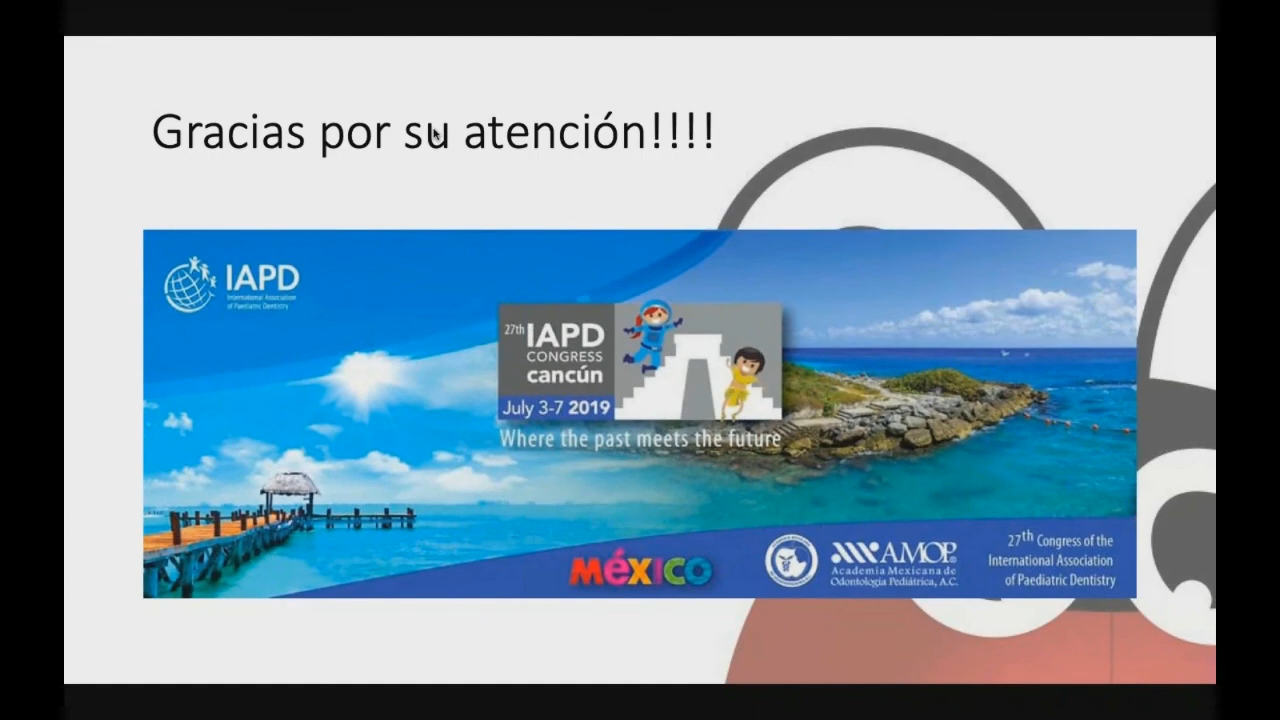 Gracias por su atención!!!!
IAPD
International Association
of Paediatric Dentistry
27th IAPD
CONGRESS
cancún
July 3-7 2019
Where the past meets the future
MéXICO
AMOP
Academia Mexicana de
Odontología Pediátrica, A.C.
27th Congress of the
International Association
of Paediatric Dentistry